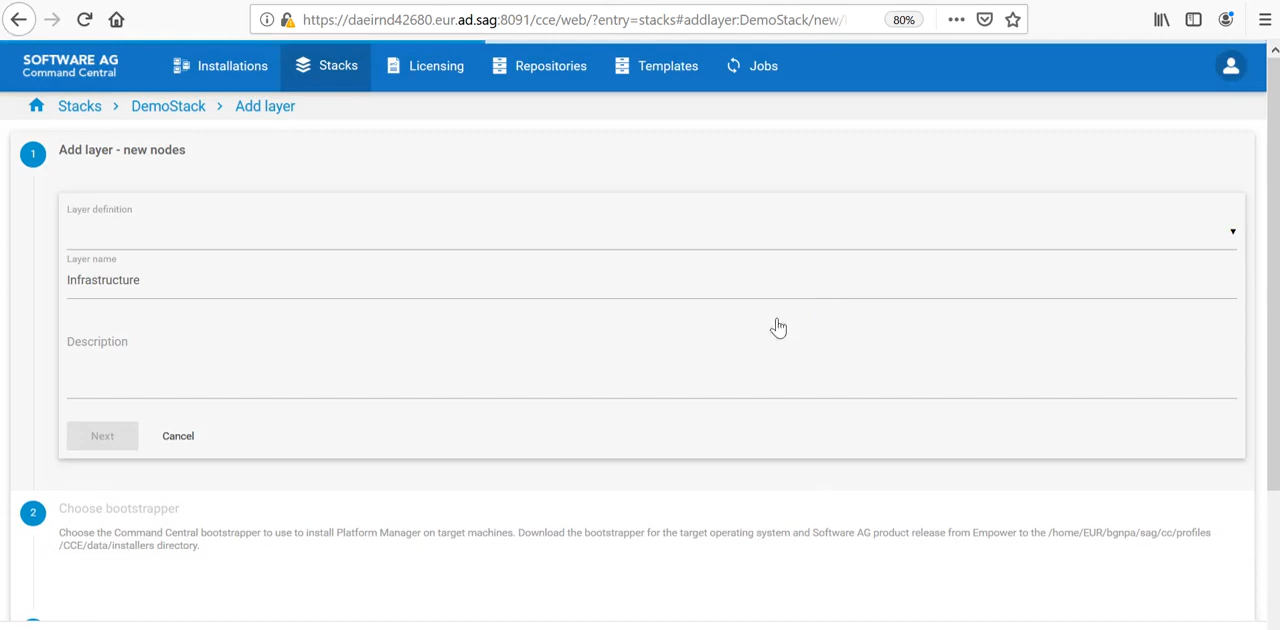 https://daeirnd42680.eur.ad.sag:8091/cce/web/?entry=stacks#addlayer:DemoStack/new/
80%
SOFTWARE AG
Command Central
Installations
Stacks
Licensing
Repositories
Templates
Jobs
Stacks > DemoStack > Add layer
1
Add layer - new nodes
Layer definition
Layer name
Infrastructure
Description
Next
Cancel
2
Choose bootstrapper
Choose the Command Central bootstrapper to use to install Platform Manager on target machines. Download the bootstrapper for the target operating system and Software AG product release from Empower to the /home/EUR/bgnpa/sag/cc/profiles
/CCE/data/installers directory.